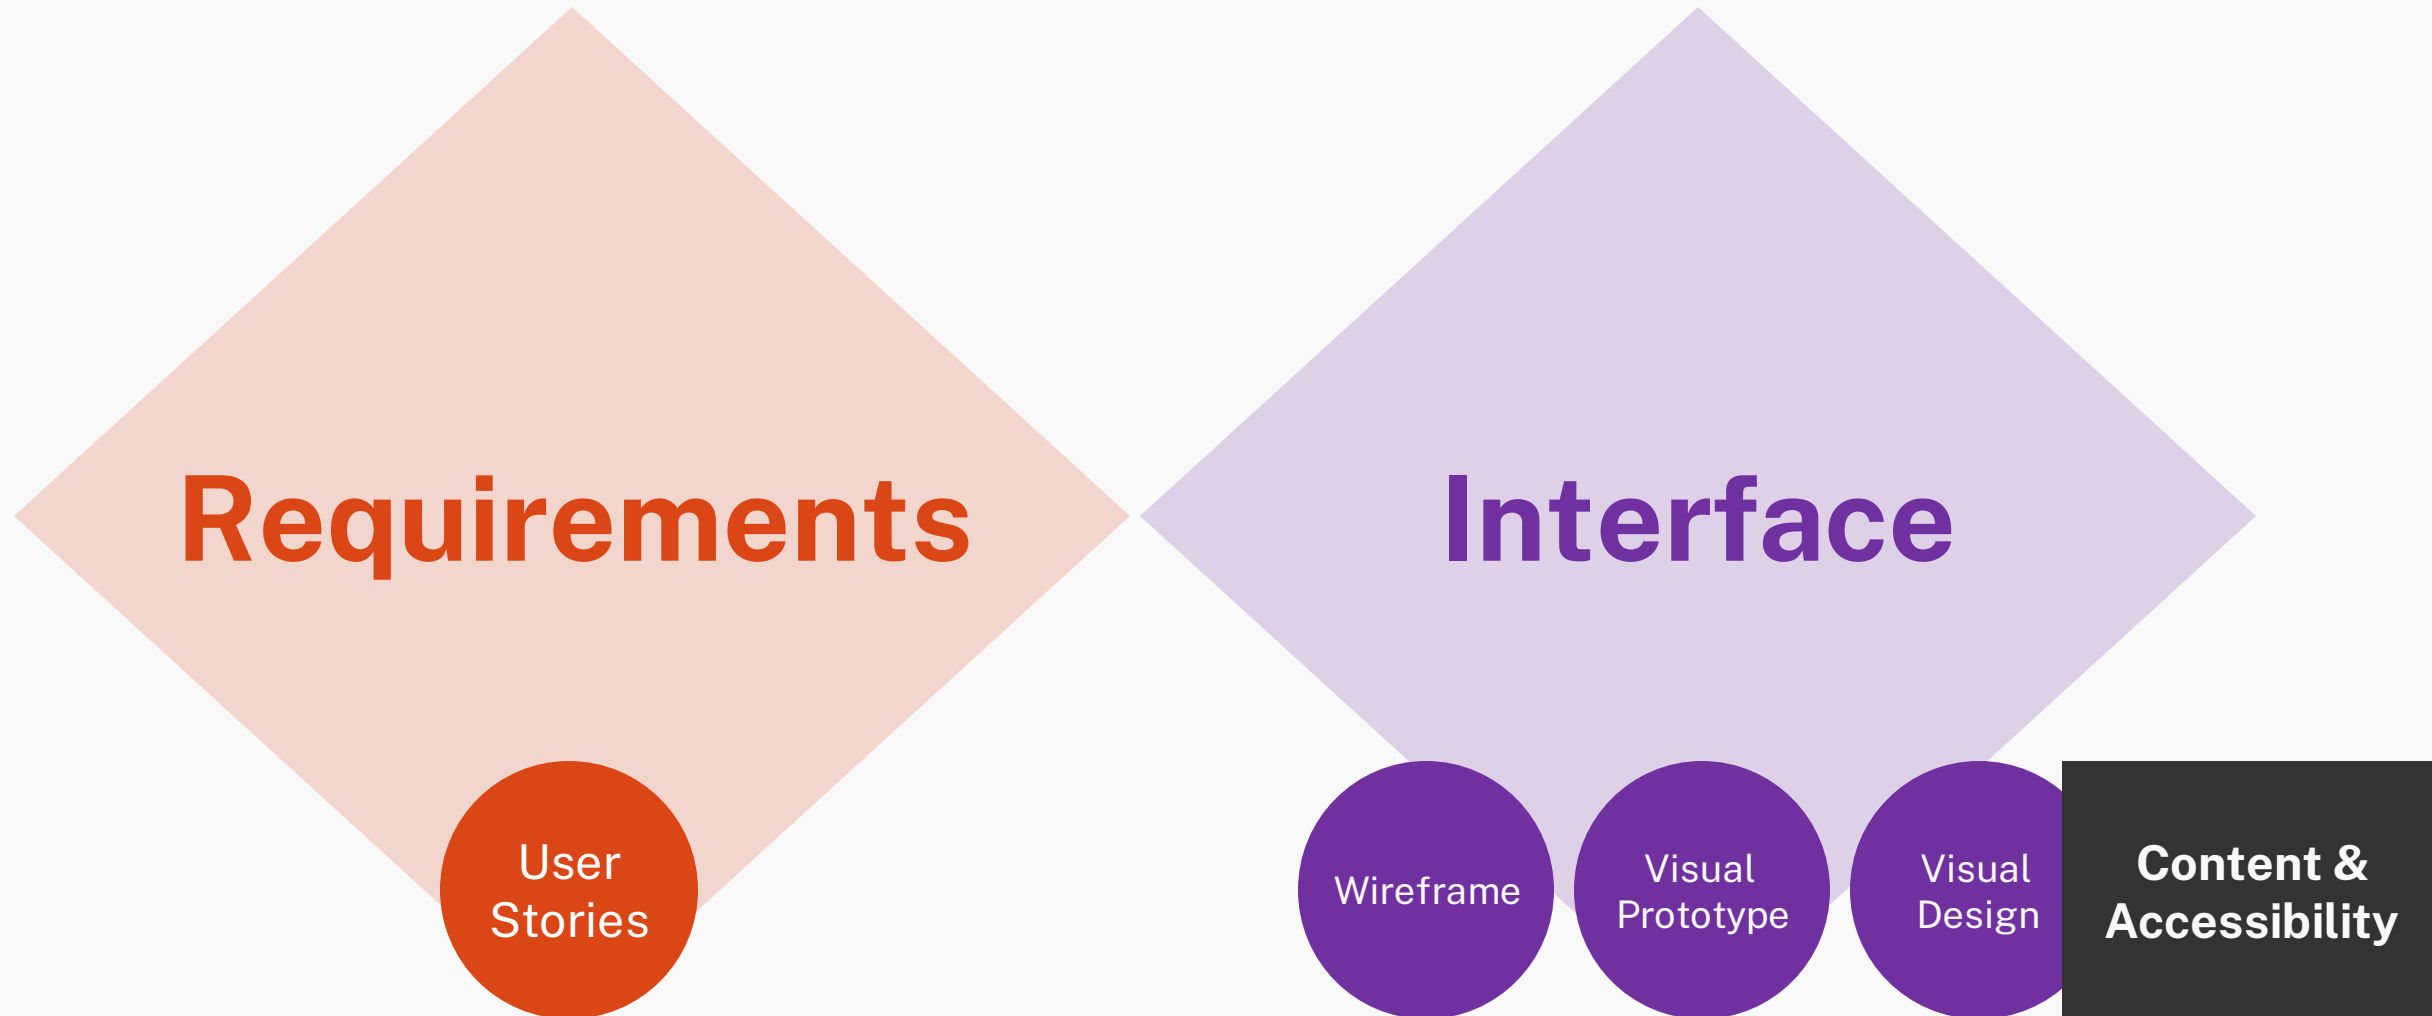 Requirements
Interface
User
Stories
Wireframe
Visual
Prototype
Visual
Design
Content &
Accessibility